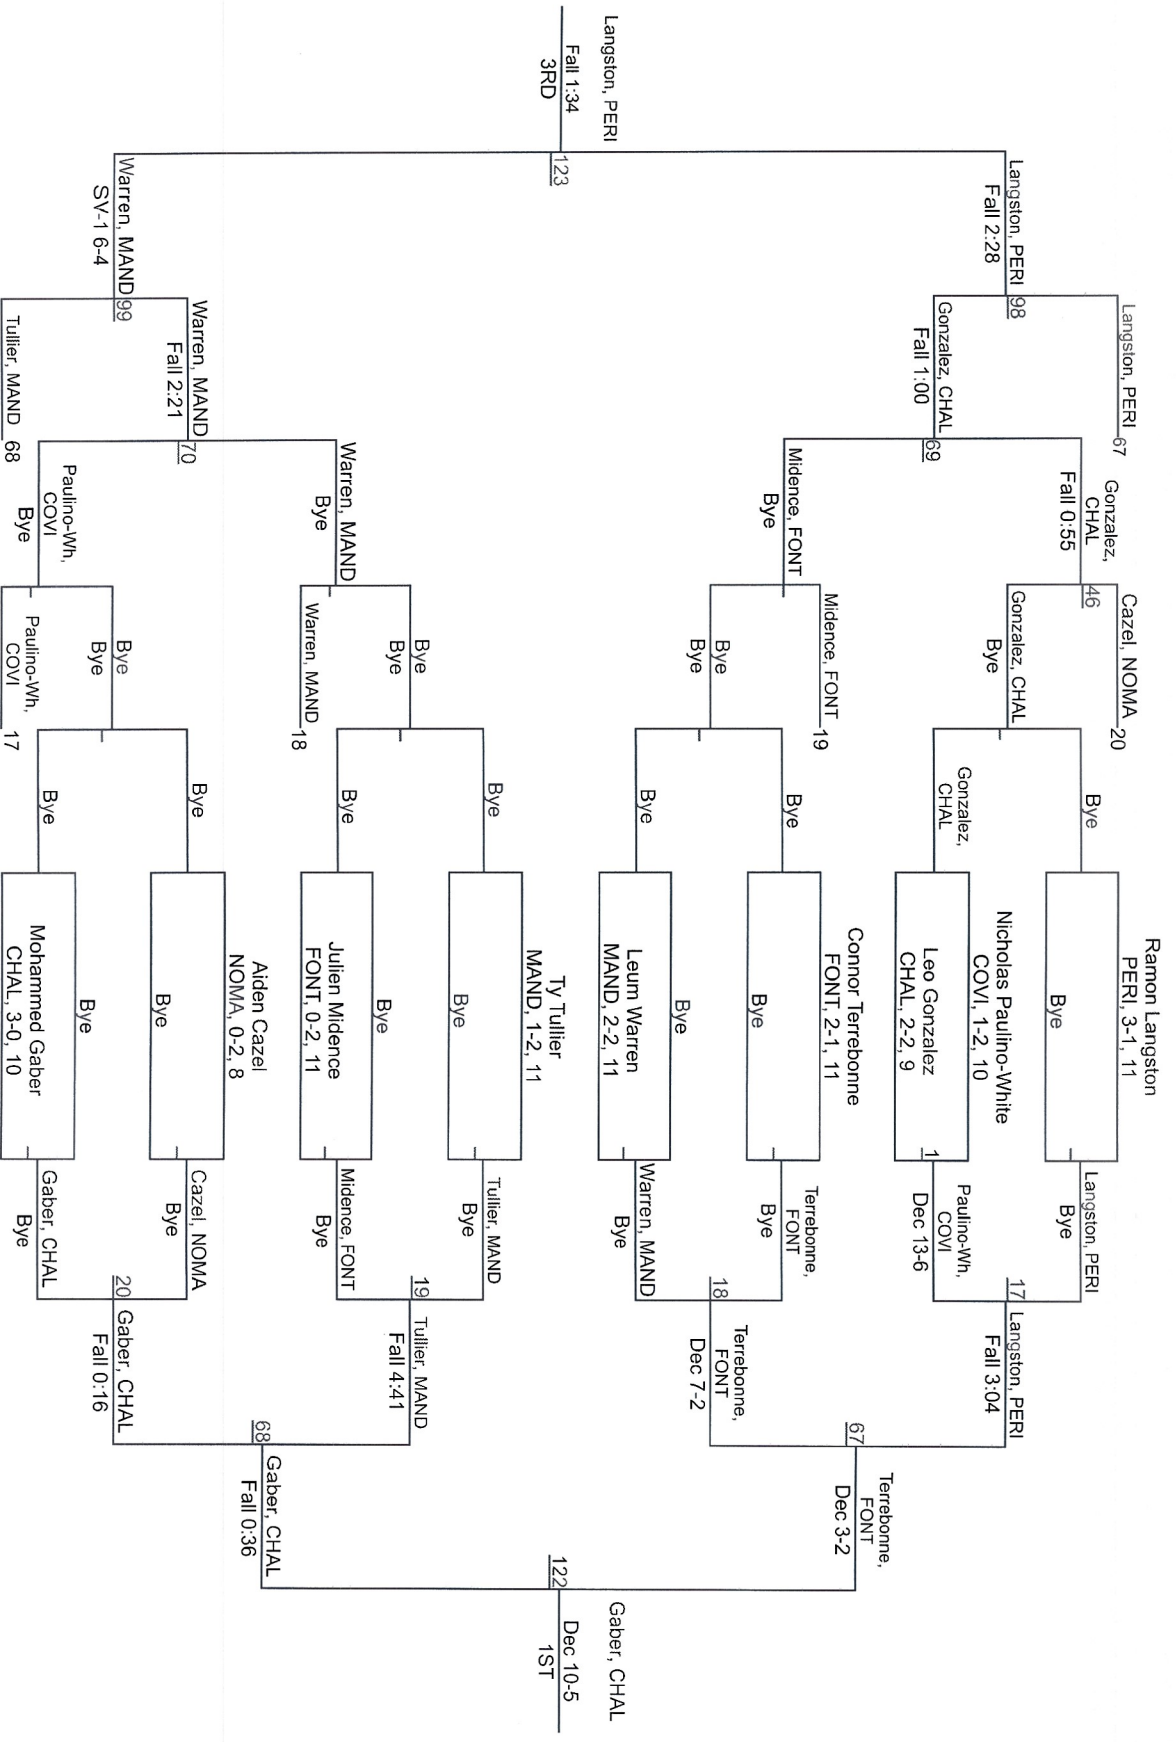 Ramon Langston
PERI, 3-1, 11
Bye
Nicholas Paulino-White
COVI, 1-2, 10
Leo Gonzalez
CHAL, 2-2, 9
Connor Terrebonne
FONT, 2-1, 11
Bye
Bye
Leum Warren
MAND, 2-2, 11
Ty Tullier
MAND, 1-2, 11
Bye
Bye
Julien Midence
FONT, 0-2, 11
Aiden Cazel
NOMA, 0-2, 8
Bye
Bye
Mohammed Gaber
CHAL, 3-0, 10
Langston, PERI
Bye
1
Paulino-Wh,
COVI
Dec 13-6
Terrebonne,
FONT
Bye
Warren, MAND
Bye
Tullier, MAND
Bye
Midence, FONT
Bye
Cazel, NOMA
Bye
Gaber, CHAL
Bye
17
Langston, PERI
Fall 3:04
18
Terrebonne,
FONT
Dec 7-2
19
Tullier, MAND
Fall 4:41
20
Gaber, CHAL
Fall 0:16
67
Terrebonne,
FONT
Dec 3-2
68
Gaber, CHAL
Fall 0:36
122
Gaber, CHAL
Dec 10-5
1ST
Bye
Gonzalez,
CHAL
Bye
Bye
Bye
Bye
Bye
Bye
Cazel, NOMA
20
Gonzalez, CHAL
Bye
Midence, FONT
19
Bye
Bye
Bye
Bye
Warren, MAND
18
Bye
Bye
Paulino-Wh,
COVI
17
46
Gonzalez,
CHAL
Fall 0:55
Midence, FONT
Bye
Warren, MAND
Bye
Paulino-Wh,
COVI
Bye
Langston, PERI
67
69
Gonzalez, CHAL
Fall 1:00
70
Warren, MAND
Fall 2:21
Tullier, MAND
68
98
Langston, PERI
Fall 2:28
99
Warren, MAND
SV-1 6-4
123
Langston, PERI
Fall 1:34
3RD